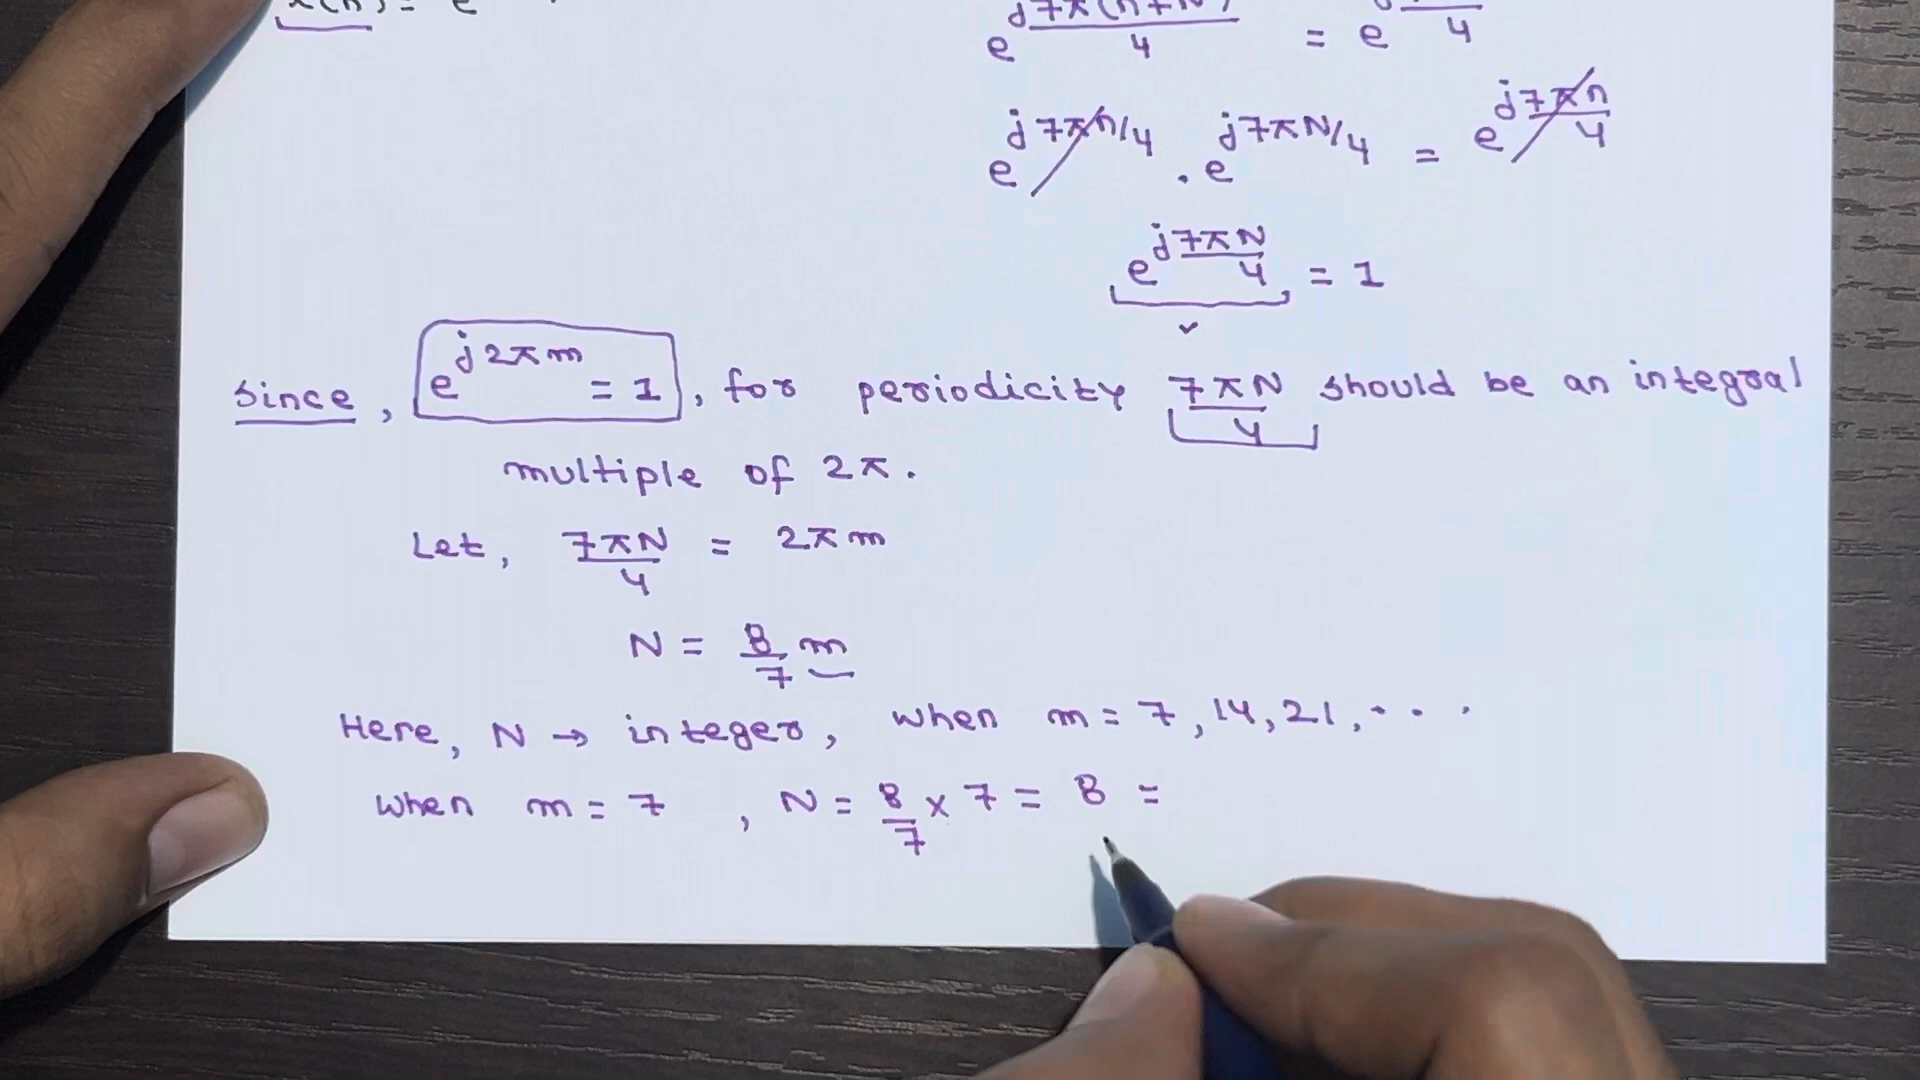 x(n) = e
e^j7π(n+N)/4 = e^ /4
e^j7πn/4 . e^j7πN/4 = e^j7πn/4
e^j7πN/4 = 1
since, e^j2πm = 1, for periodicity 7πN/4 should be an integral
multiple of 2π.
Let, 7πN/4 = 2πm
N = 8/7 m
Here, N → integer, when m = 7, 14, 21, . . .
when m = 7 , N = 8/7 x 7 = 8 =